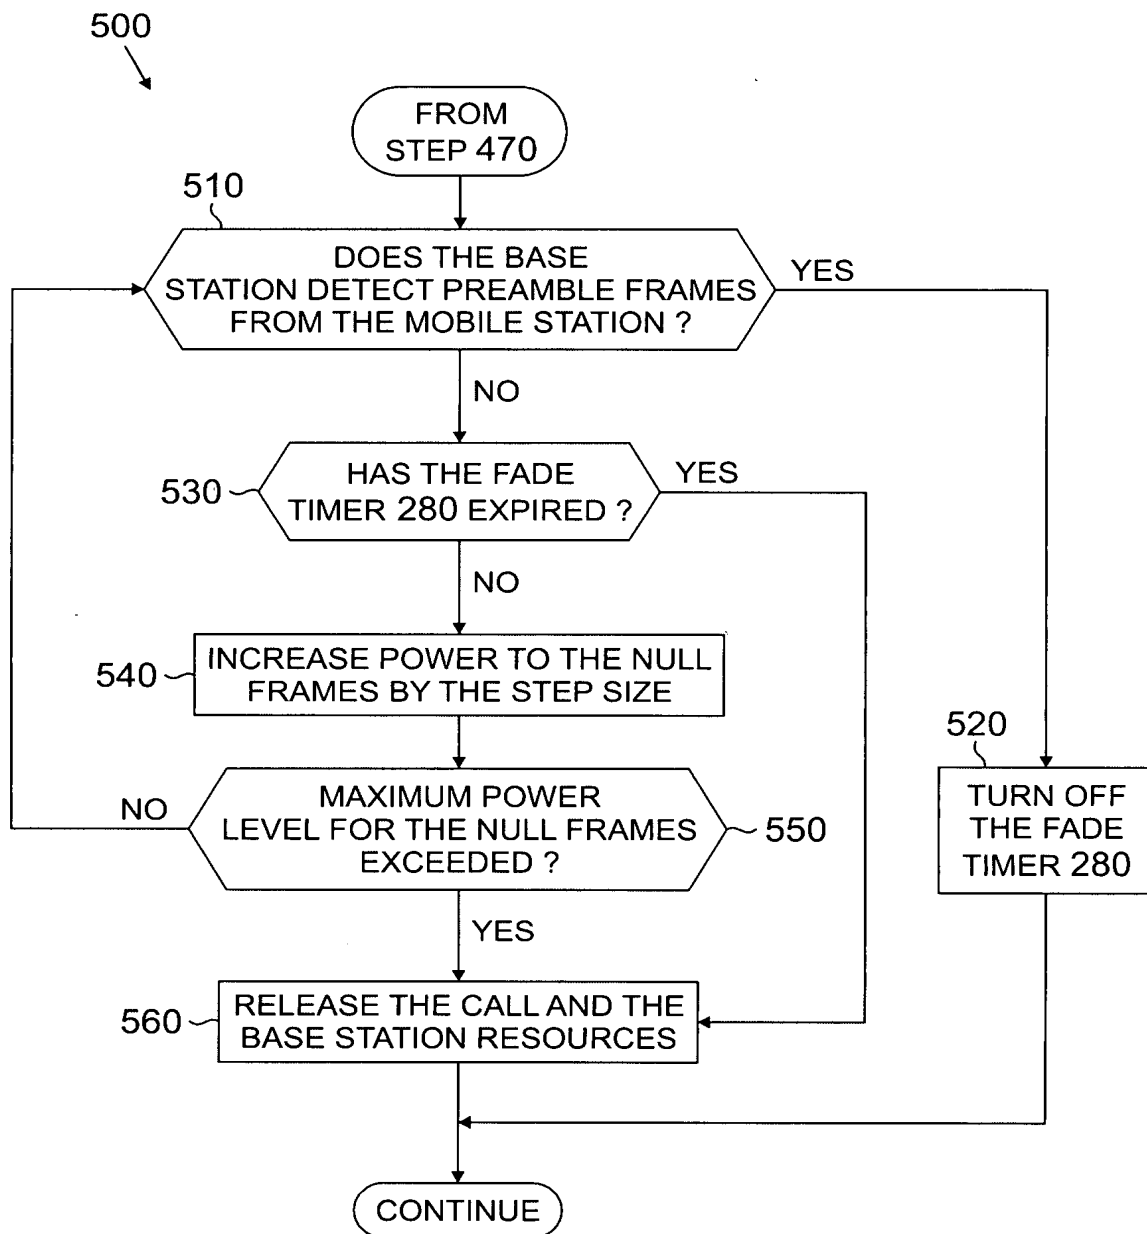 500
FROM
STEP 470
510
DOES THE BASE
STATION DETECT PREAMBLE FRAMES
FROM THE MOBILE STATION ?
YES
NO
530
HAS THE FADE
TIMER 280 EXPIRED ?
YES
NO
540
INCREASE POWER TO THE NULL
FRAMES BY THE STEP SIZE
520
TURN OFF
THE FADE
TIMER 280
NO
MAXIMUM POWER
LEVEL FOR THE NULL FRAMES
EXCEEDED ?
550
YES
560
RELEASE THE CALL AND THE
BASE STATION RESOURCES
CONTINUE